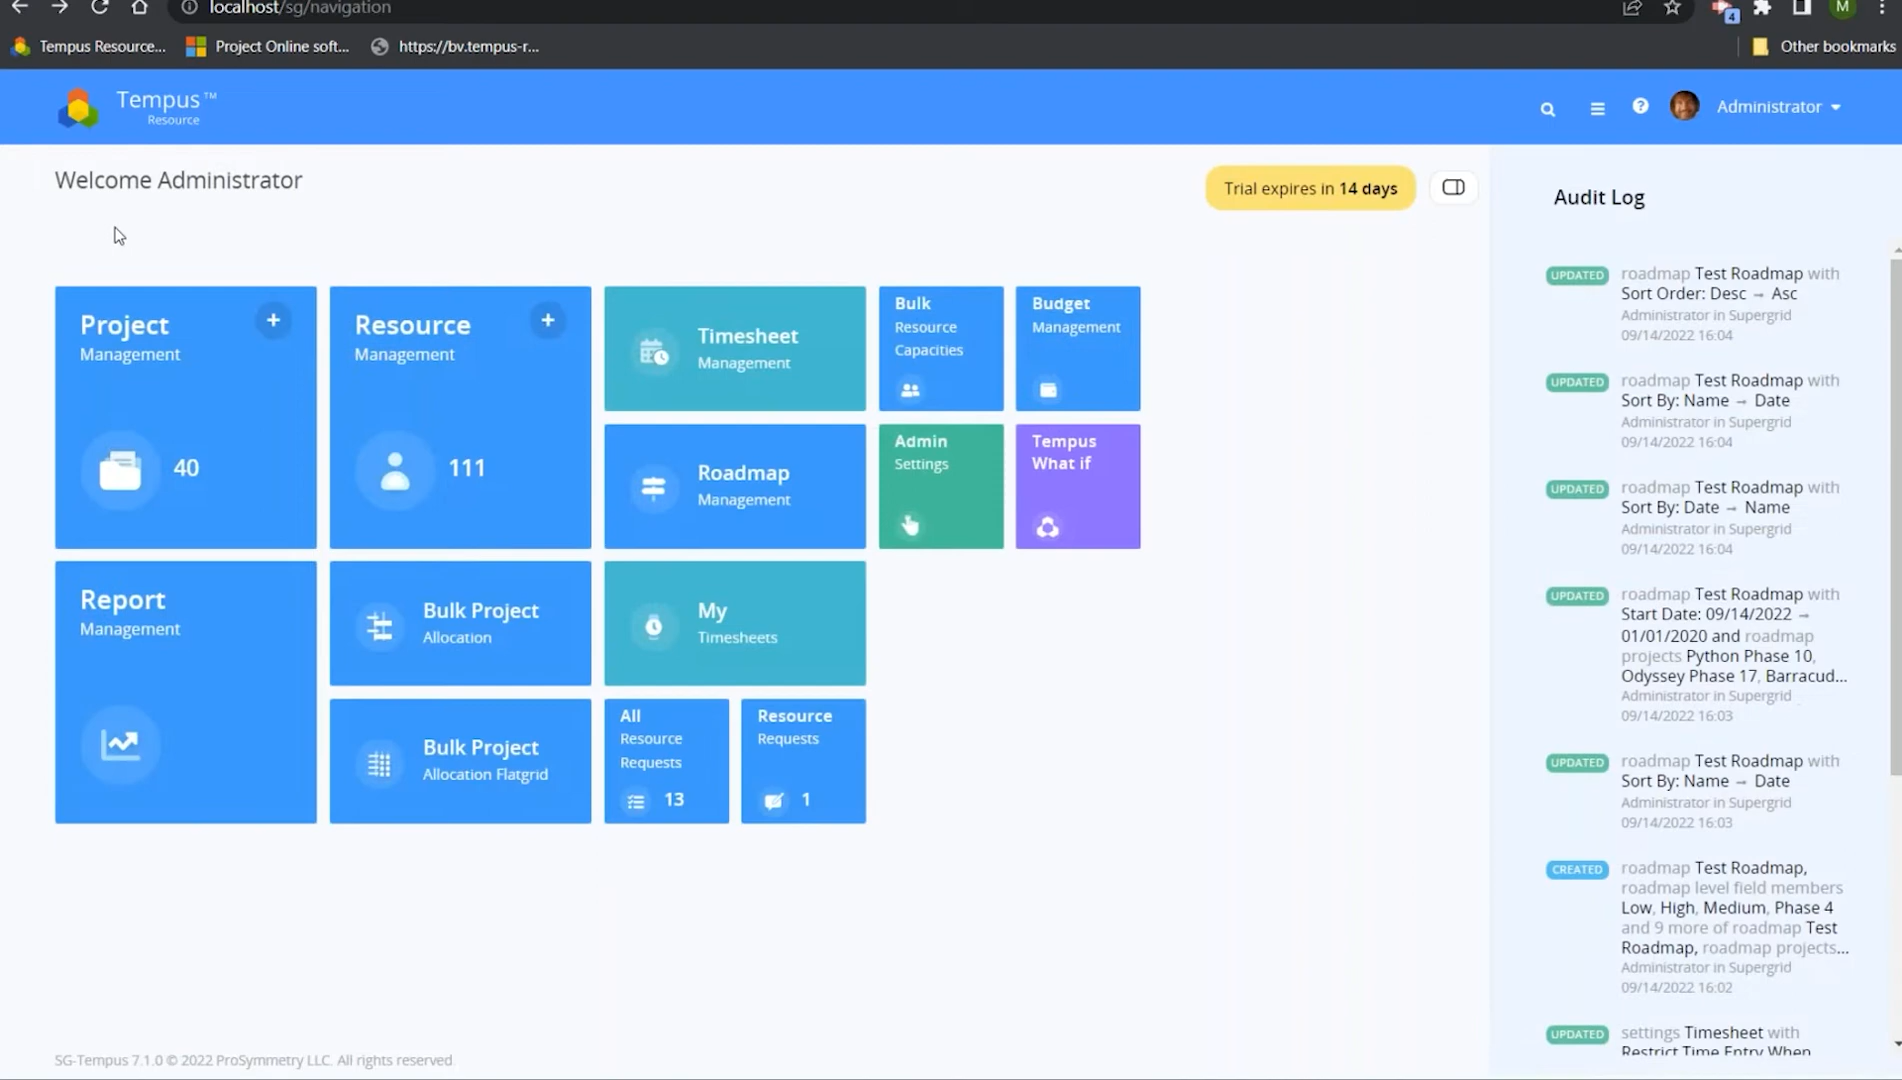 localhost/sg/navigation
4
M
Tempus Resource...
Project Online soft...
https://bv.tempus-r...
Other bookmarks
Tempus™
Resource
?
Administrator
Welcome Administrator
Trial expires in 14 days
Project
Management
+
40
Resource
Management
+
111
Timesheet
Management
Bulk
Resource
Capacities
Budget
Management
Roadmap
Management
Admin
Settings
Tempus
What if
Report
Management
Bulk Project
Allocation
My
Timesheets
Bulk Project
Allocation Flatgrid
All
Resource
Requests
13
Resource
Requests
1
Audit Log
UPDATED
roadmap Test Roadmap with
Sort Order: Desc → Asc
Administrator in Supergrid
09/14/2022 16:04
UPDATED
roadmap Test Roadmap with
Sort By: Name → Date
Administrator in Supergrid
09/14/2022 16:04
UPDATED
roadmap Test Roadmap with
Sort By: Date → Name
Administrator in Supergrid
09/14/2022 16:04
UPDATED
roadmap Test Roadmap with
Start Date: 09/14/2022 →
01/01/2020 and roadmap
projects Python Phase 10,
Odyssey Phase 17, Barracud...
Administrator in Supergrid
09/14/2022 16:03
UPDATED
roadmap Test Roadmap with
Sort By: Name → Date
Administrator in Supergrid
09/14/2022 16:03
CREATED
roadmap Test Roadmap,
roadmap level field members
Low, High, Medium, Phase 4
and 9 more of roadmap Test
Roadmap, roadmap projects...
Administrator in Supergrid
09/14/2022 16:02
UPDATED
settings Timesheet with
Restrict Time Entry When
SG-Tempus 7.1.0 © 2022 ProSymmetry LLC. All rights reserved